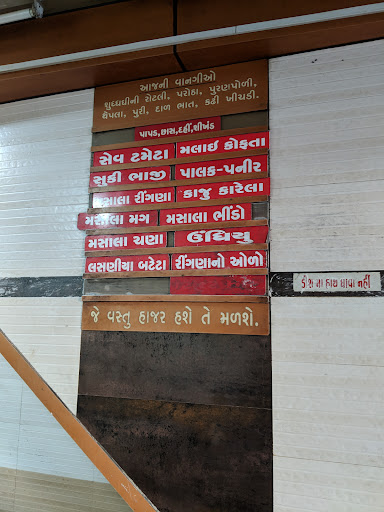 આજની વાનગીઓ
શુધ્ધઘીની રોટલી, પરોઠા, પુરણપોળી,
થેપલા, પુરી, દાળ ભાત, કઢી ખીચડી.
પાપડ,છાસ,દહીં,શીખંડ
સેવ ટમેટા મલાઈ કોફતા
સુકી ભાજી પાલક-પનીર
મસાલા રીંગણા કાજુ કારેલા
મસાલા મગ મસાલા ભીંડો
મસાલા ચણા ઉંધિયુ
લસણીયા બટેટા રીંગણાનો ઓળો
જે વસ્તુ હાજર હશે તે મળશે.
ડીશ માં હાથ ધોવા નહીં